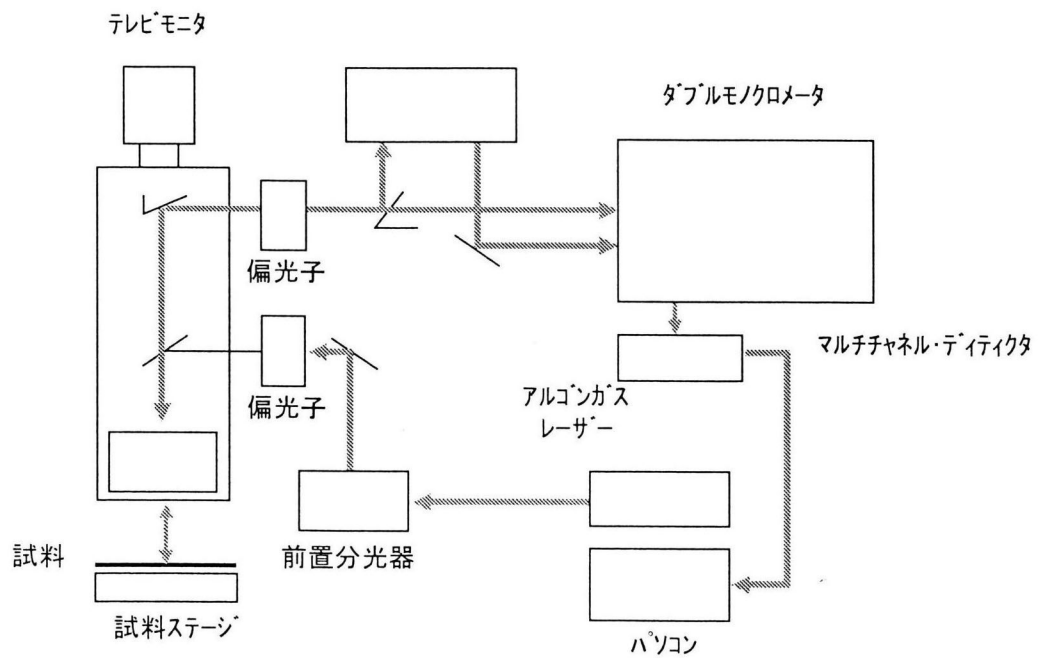 テレビモニタ
ダブルモノクロメータ
偏光子
マルチチャネル・ディティクタ
偏光子
アルゴンガス
レーザー
試料
前置分光器
試料ステージ
パソコン